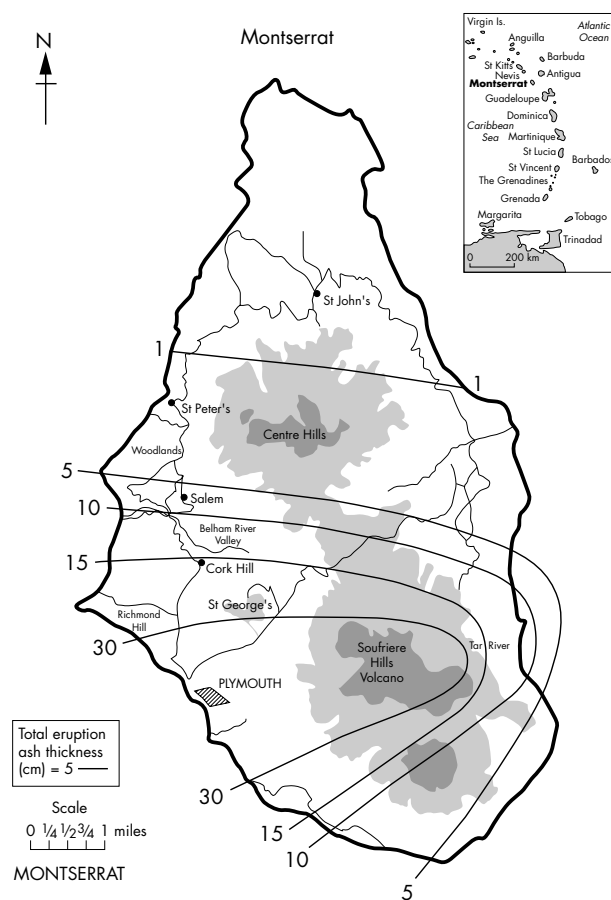 Montserrat
N
Virgin Is.
Atlantic
Ocean
Anguilla
Barbuda
St Kitts
Nevis
Antigua
Montserrat
Guadeloupe
Dominica
Caribbean
Sea
Martinique
St Lucia
St Vincent
Barbados
The Grenadines
Grenada
Margarita
Tobago
Trinidad
0 200 km
St John's
1
1
St Peter's
Centre Hills
Woodlands
5
Salem
10
Belham River
Valley
15
Cork Hill
St George's
Richmond
Hill
30
Soufriere
Hills
Volcano
Tar River
PLYMOUTH
Total eruption
ash thickness
(cm) = 5
30
15
10
5
Scale
0 1/4 1/2 3/4 1 miles
MONTSERRAT